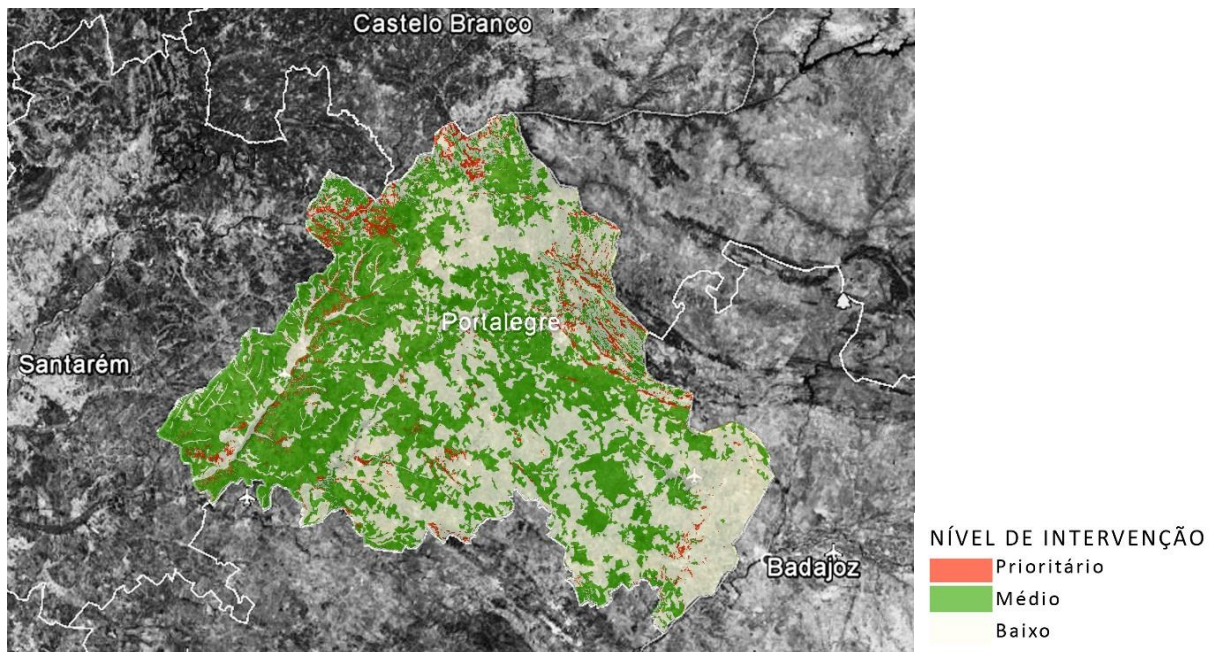 Castelo Branco
Portalegre
Santarém
Badajoz
NÍVEL DE INTERVENÇÃO
Prioritário
Médio
Baixo